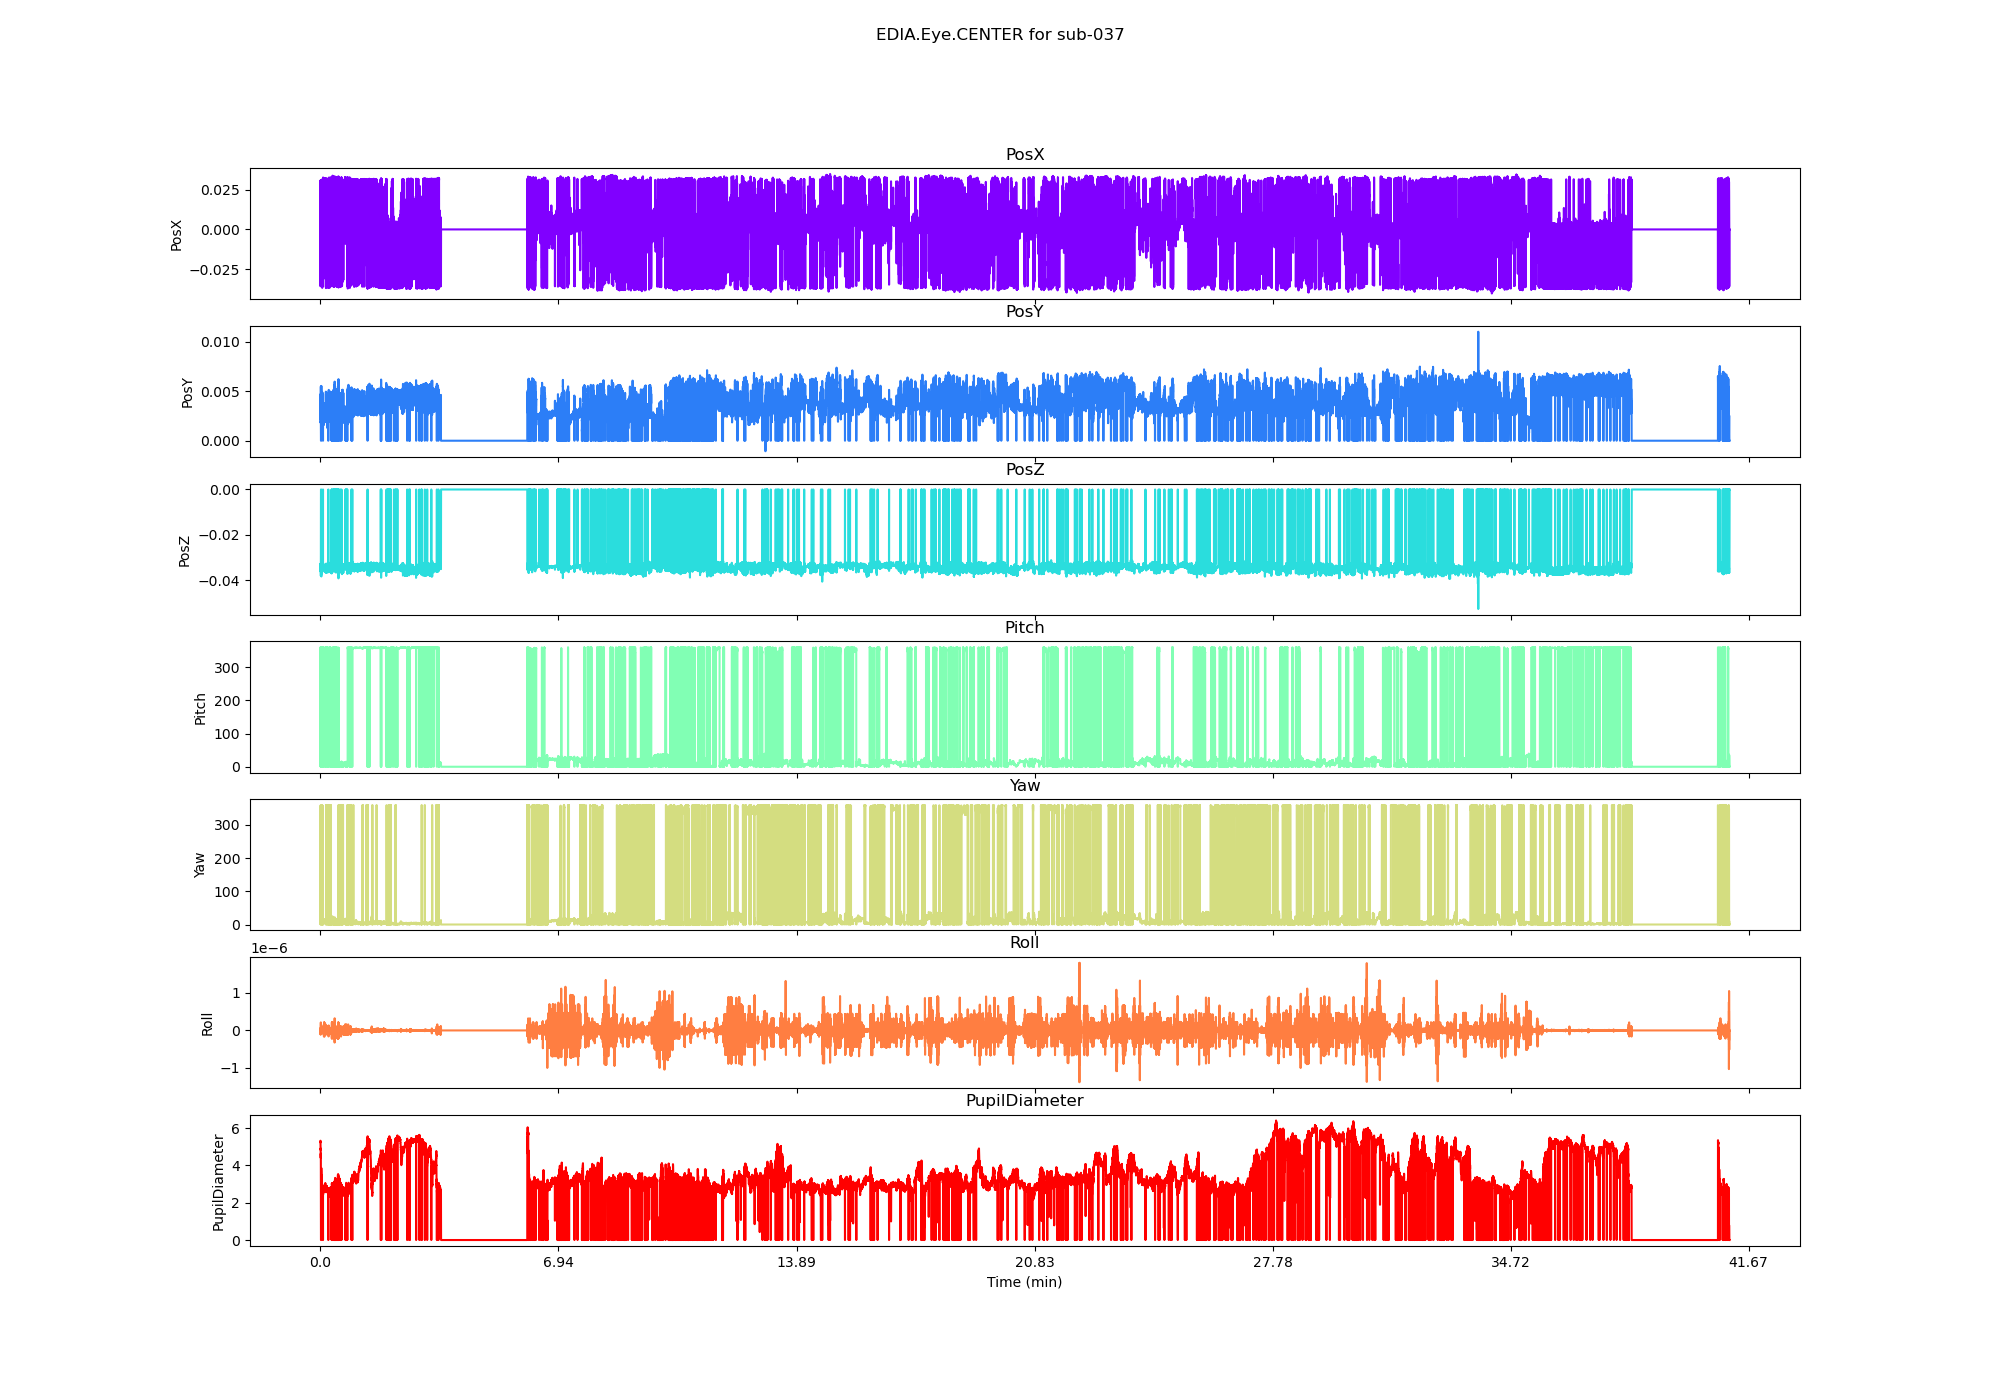 EDIA.Eye.CENTER for sub-037
PosX
0.025
0.000
−0.025
PosX
PosY
0.010
0.005
0.000
PosY
PosZ
0.00
−0.02
−0.04
PosZ
Pitch
300
200
100
0
Pitch
Yaw
300
200
100
0
Yaw
1e−6
Roll
1
0
−1
Roll
PupilDiameter
6
4
2
0
PupilDiameter
0.0 6.94 13.89 20.83 27.78 34.72 41.67
Time (min)